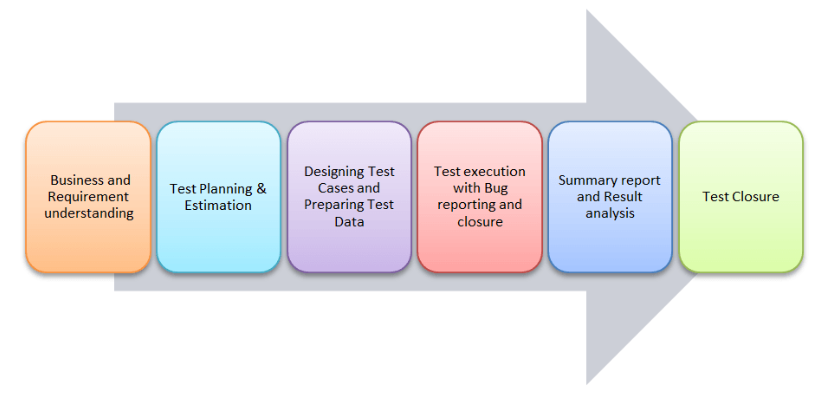 Business and
Requirement
understanding
Test Planning &
Estimation
Designing Test
Cases and
Preparing Test
Data
Test execution
with Bug
reporting and
closure
Summary report
and Result
analysis
Test Closure